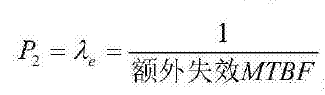 P₂ = λₑ = 1 / 额外失效MTBF